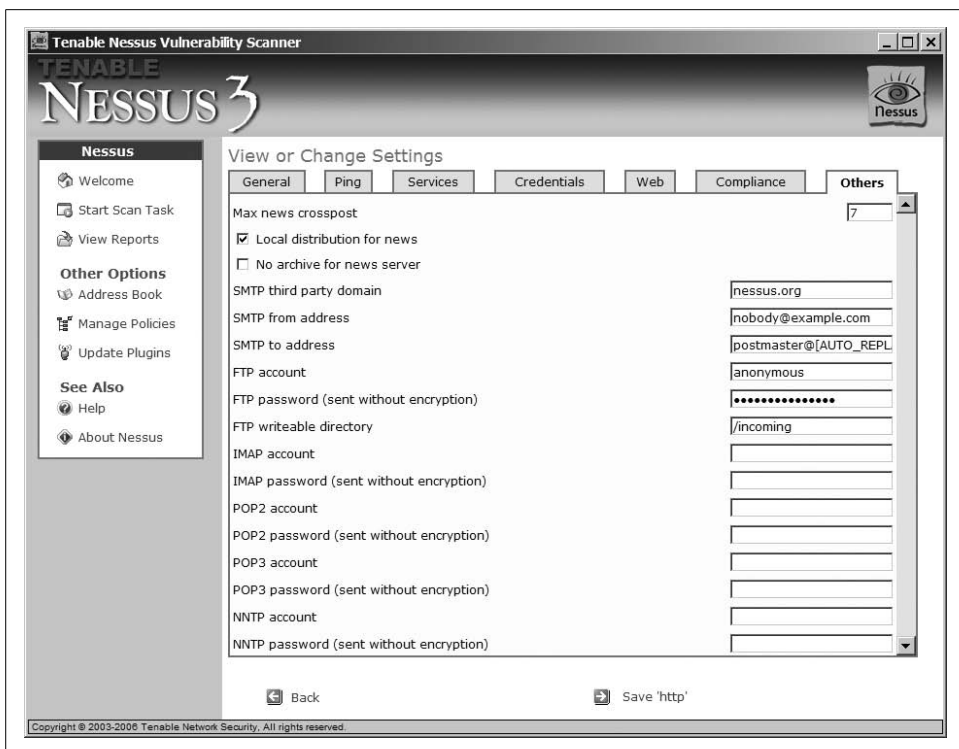 Tenable Nessus Vulnerability Scanner
TENABLE
NESSUS 3
Nessus
Nessus
Welcome
Start Scan Task
View Reports
Other Options
Address Book
Manage Policies
Update Plugins
See Also
Help
About Nessus
View or Change Settings
General Ping Services Credentials Web Compliance Others
Max news crosspost 7
Local distribution for news
No archive for news server
SMTP third party domain nessus.org
SMTP from address nobody@example.com
SMTP to address postmaster@[AUTO_REPL
FTP account anonymous
FTP password (sent without encryption) •••••••••••••••
FTP writeable directory /incoming
IMAP account
IMAP password (sent without encryption)
POP2 account
POP2 password (sent without encryption)
POP3 account
POP3 password (sent without encryption)
NNTP account
NNTP password (sent without encryption)
Back Save 'http'
Copyright © 2003-2006 Tenable Network Security, All rights reserved.